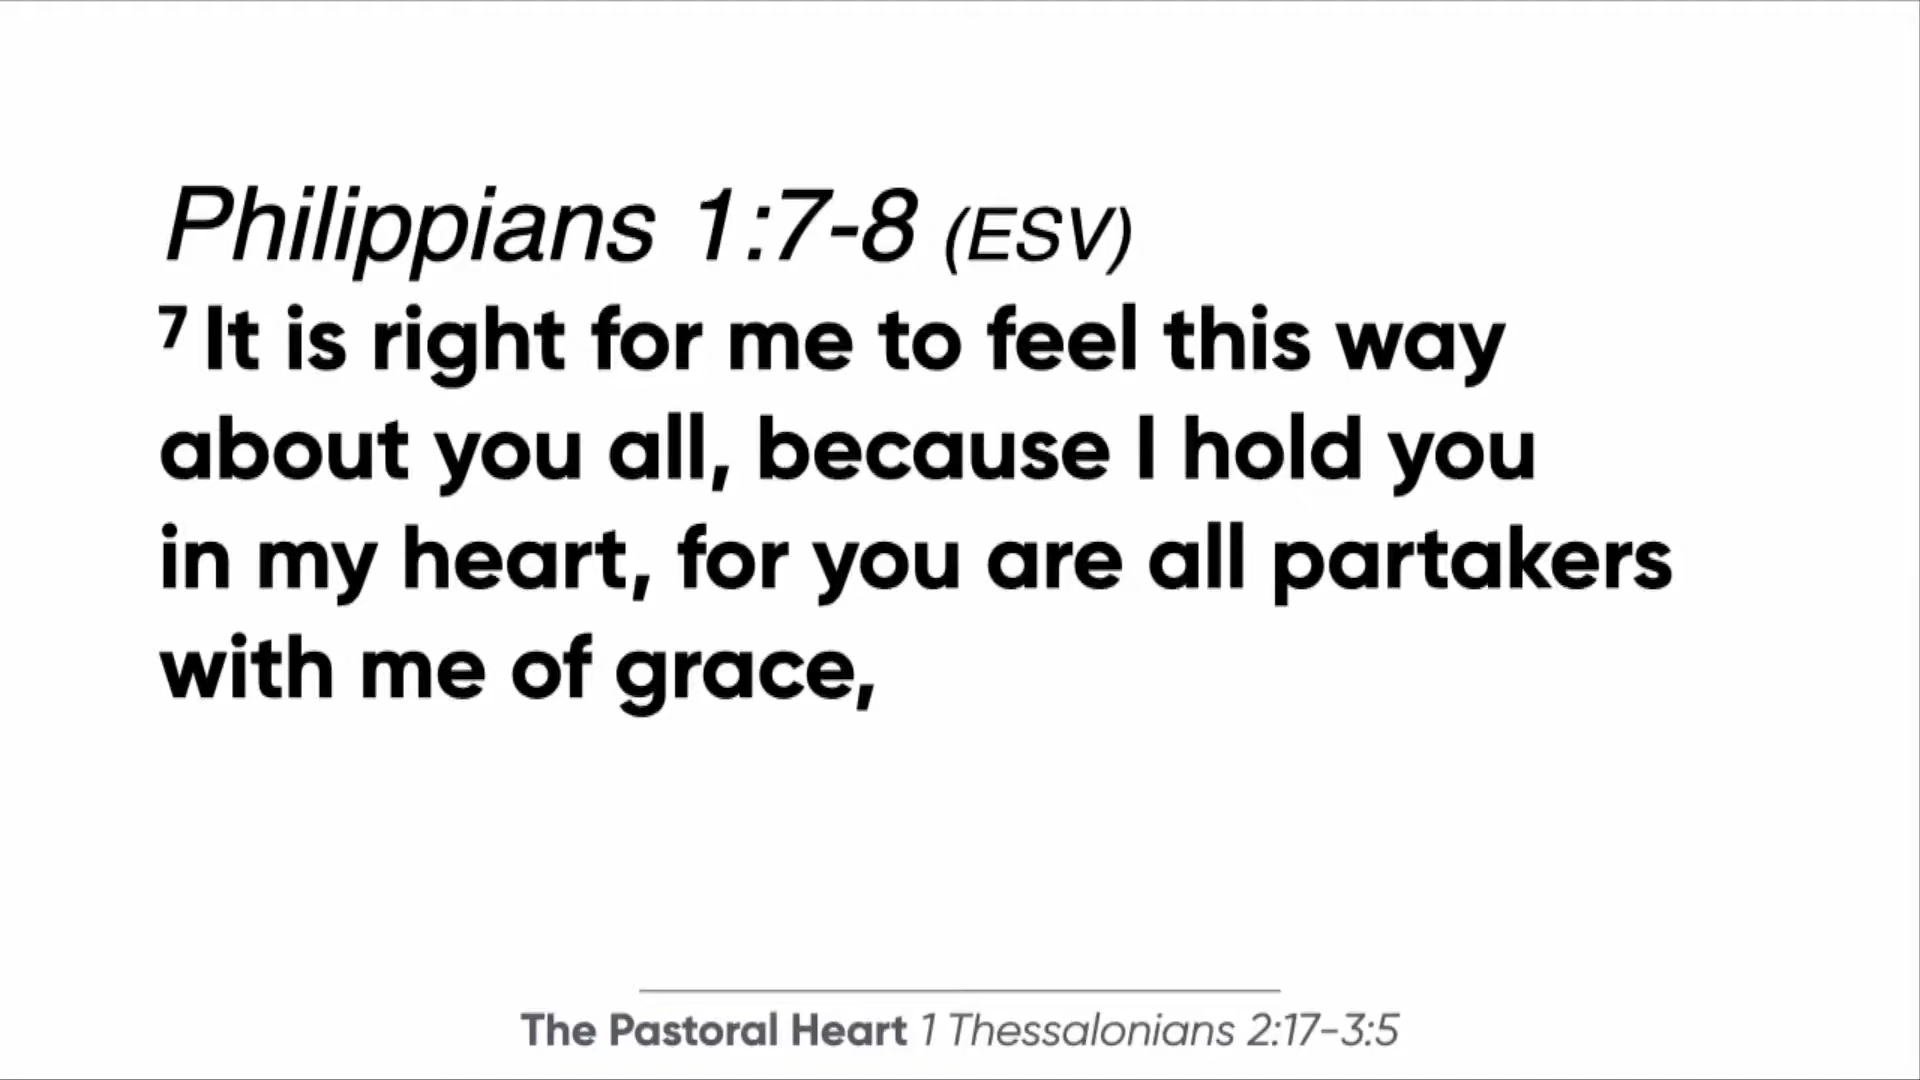 Philippians 1:7-8 (ESV)
⁷ It is right for me to feel this way
about you all, because I hold you
in my heart, for you are all partakers
with me of grace,
The Pastoral Heart 1 Thessalonians 2:17–3:5